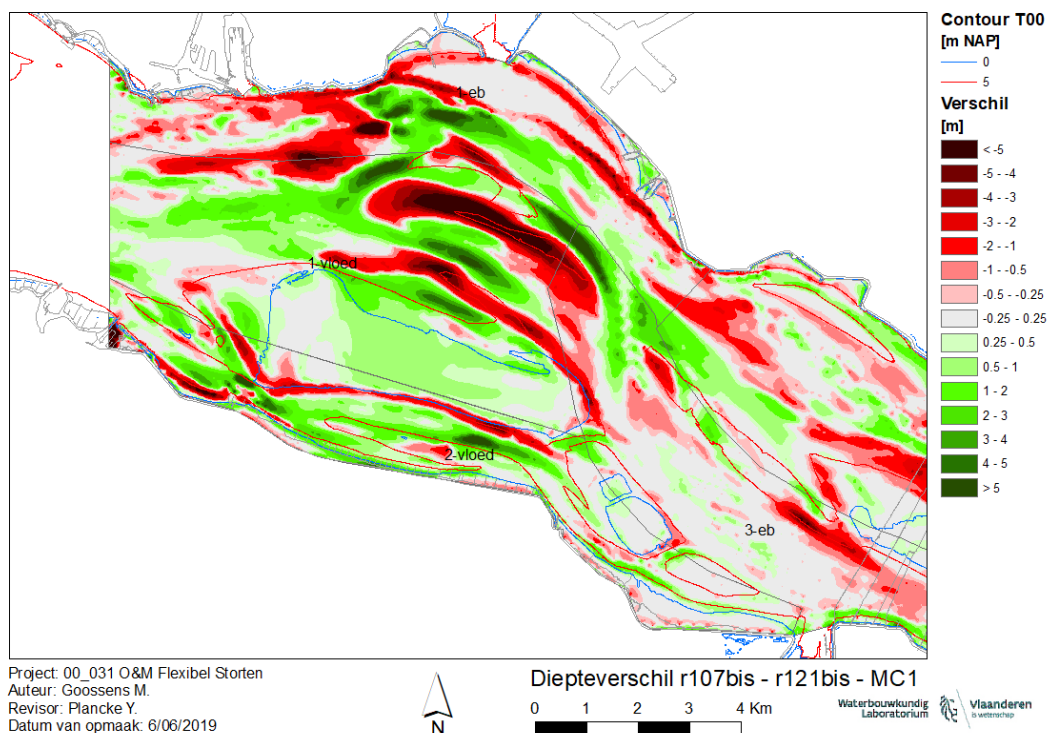 Contour T00
[m NAP]
0
5
Verschil
[m]
< -5
-5 - -4
-4 - -3
-3 - -2
-2 - -1
-1 - -0.5
-0.5 - -0.25
-0.25 - 0.25
0.25 - 0.5
0.5 - 1
1 - 2
2 - 3
3 - 4
4 - 5
> 5
1-eb
1-vloed
2-vloed
3-eb
Project: 00_031 O&M Flexibel Storten
Auteur: Goossens M.
Revisor: Plancke Y.
Datum van opmaak: 6/06/2019
N
Diepteverschil r107bis - r121bis - MC1
0 1 2 3 4 Km
Waterbouwkundig
Laboratorium
Vlaanderen
is wetenschap